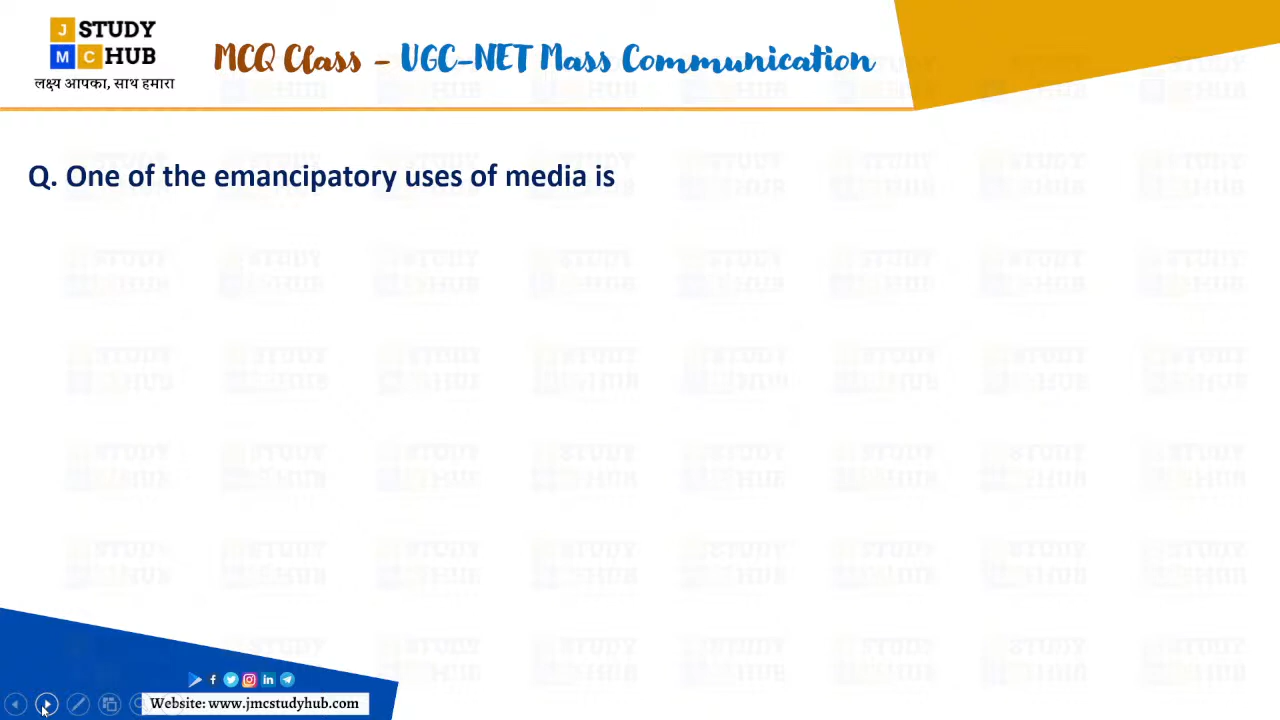 J STUDY
M C HUB
लक्ष्य आपका, साथ हमारा
MCQ Class - UGC-NET Mass Communication
Q. One of the emancipatory uses of media is
Website: www.jmcstudyhub.com